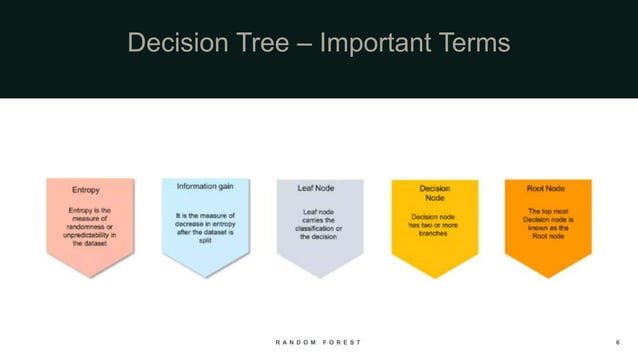 Decision Tree – Important Terms
Entropy
Entropy is the
measure of
randomness or
unpredictability in
the dataset
Information gain
It is the measure of
decrease in entropy
after the dataset is
split
Leaf Node
Leaf node
carries the
classification or
the decision
Decision
Node
Decision node
has two or more
branches
Root Node
The top most
Decision node is
known as the
Root node
RANDOM FOREST
6